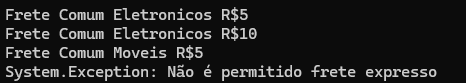 Frete Comum Eletronicos R$5
Frete Comum Eletronicos R$10
Frete Comum Moveis R$5
System.Exception: Não é permitido frete expresso